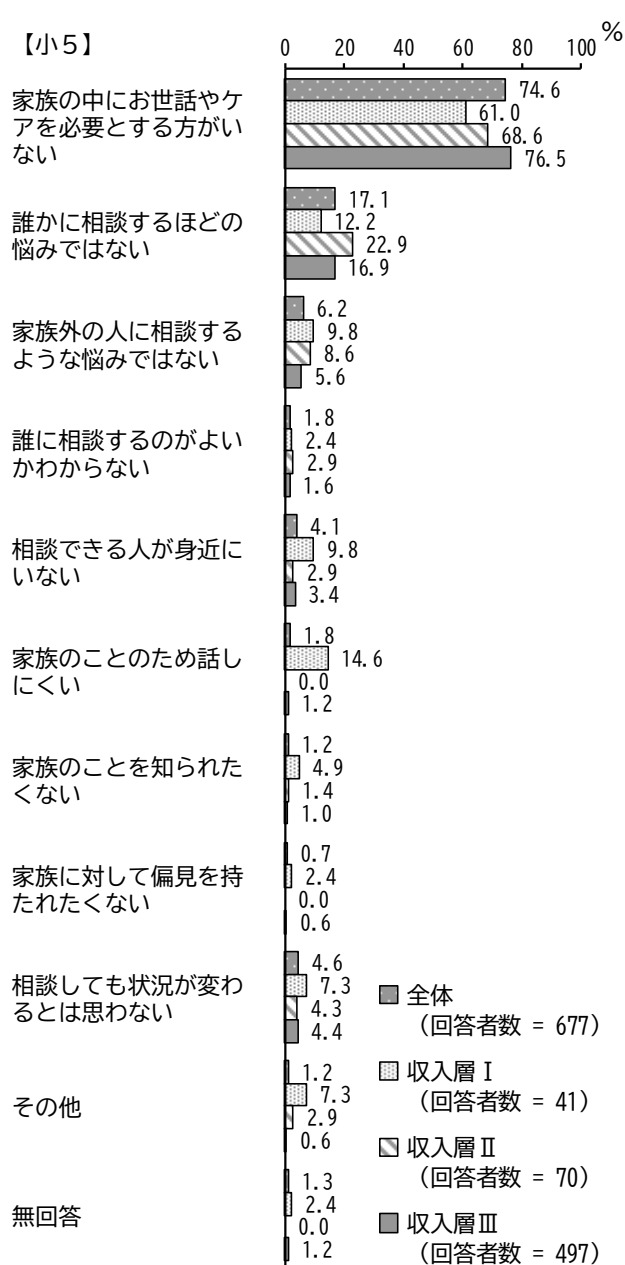 【小5】
0 20 40 60 80 100 %
家族の中にお世話やケ
アを必要とする方がい
ない
74.6
61.0
68.6
76.5
誰かに相談するほどの
悩みではない
17.1
12.2
22.9
16.9
家族外の人に相談する
ような悩みではない
6.2
9.8
8.6
5.6
誰に相談するのがよい
かわからない
1.8
2.4
2.9
1.6
相談できる人が身近に
いない
4.1
9.8
2.9
3.4
家族のことのため話し
にくい
1.8
14.6
0.0
1.2
家族のことを知られた
くない
1.2
4.9
1.4
1.0
家族に対して偏見を持
たれたくない
0.7
2.4
0.0
0.6
相談しても状況が変わ
るとは思わない
4.6
7.3
4.3
4.4
その他
1.2
7.3
2.9
0.6
無回答
1.3
2.4
0.0
1.2
全体
(回答者数 = 677)
収入層Ⅰ
(回答者数 = 41)
収入層Ⅱ
(回答者数 = 70)
収入層Ⅲ
(回答者数 = 497)